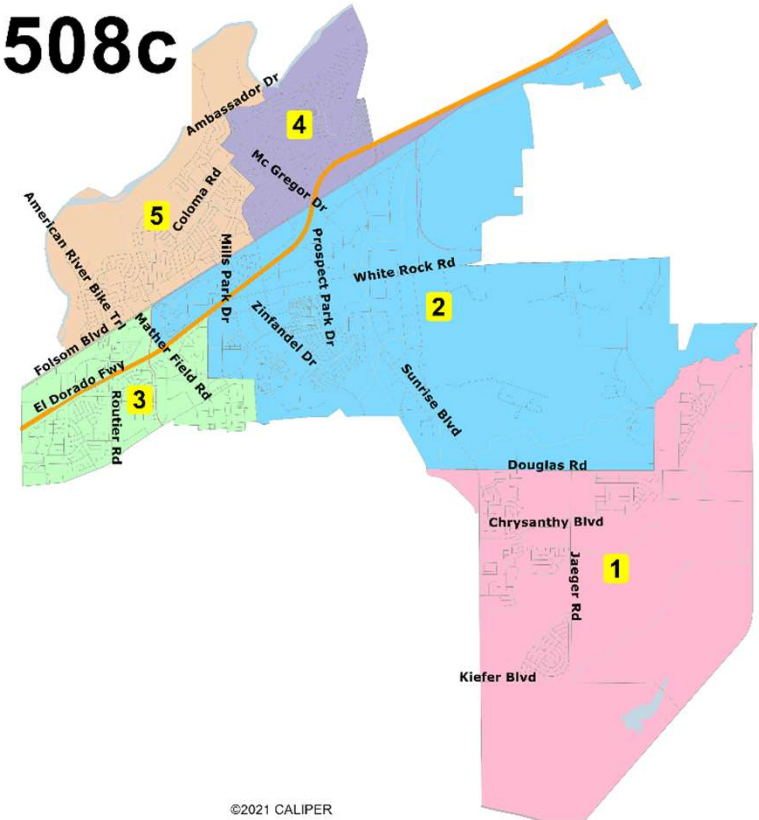 508c
Ambassador Dr
4
Mc Gregor Dr
Coloma Rd
5
American River Bike Trl
Mills Park Dr
Prospect Park Dr
White Rock Rd
2
Zinfandel Dr
Mather Field Rd
Folsom Blvd
El Dorado Fwy
3
Routier Rd
Sunrise Blvd
Douglas Rd
Chrysanthy Blvd
1
Jaeger Rd
Kiefer Blvd
©2021 CALIPER